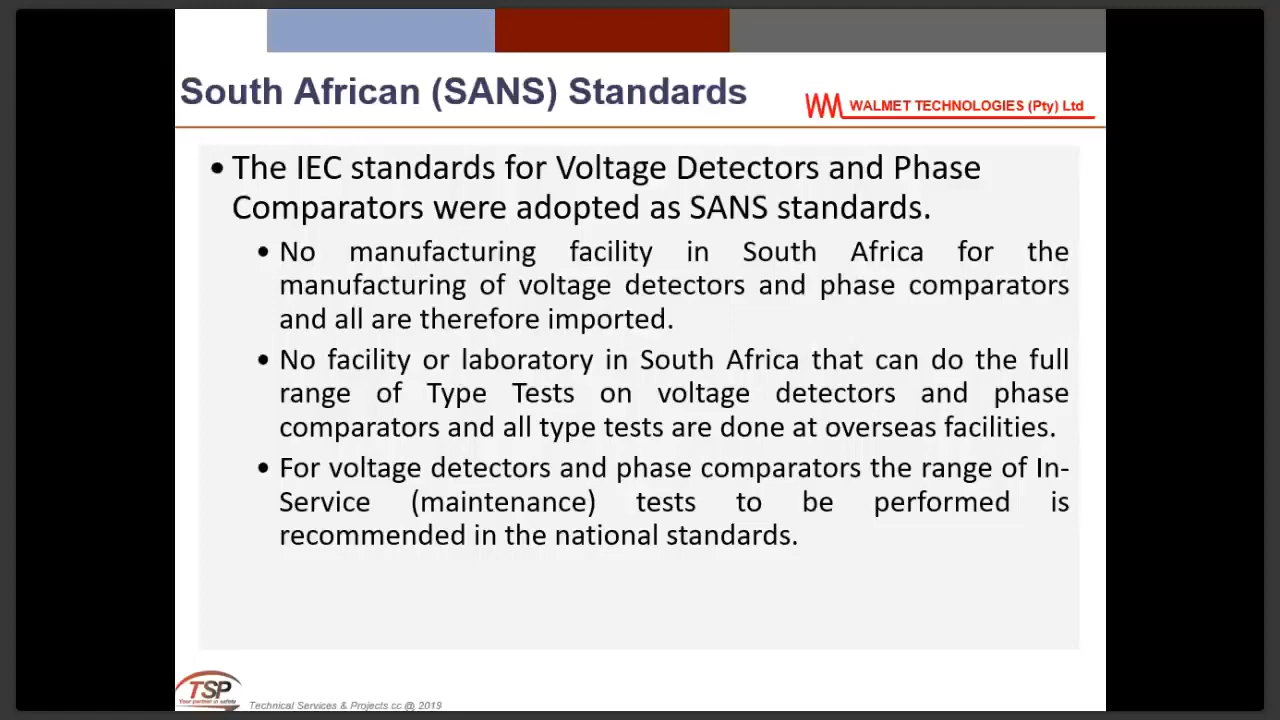 South African (SANS) Standards
WALMET TECHNOLOGIES (Pty) Ltd
• The IEC standards for Voltage Detectors and Phase
Comparators were adopted as SANS standards.
• No manufacturing facility in South Africa for the
manufacturing of voltage detectors and phase comparators
and all are therefore imported.
• No facility or laboratory in South Africa that can do the full
range of Type Tests on voltage detectors and phase
comparators and all type tests are done at overseas facilities.
• For voltage detectors and phase comparators the range of In-
Service (maintenance) tests to be performed is
recommended in the national standards.
TSP
Your partner in safety
Technical Services & Projects cc @ 2019